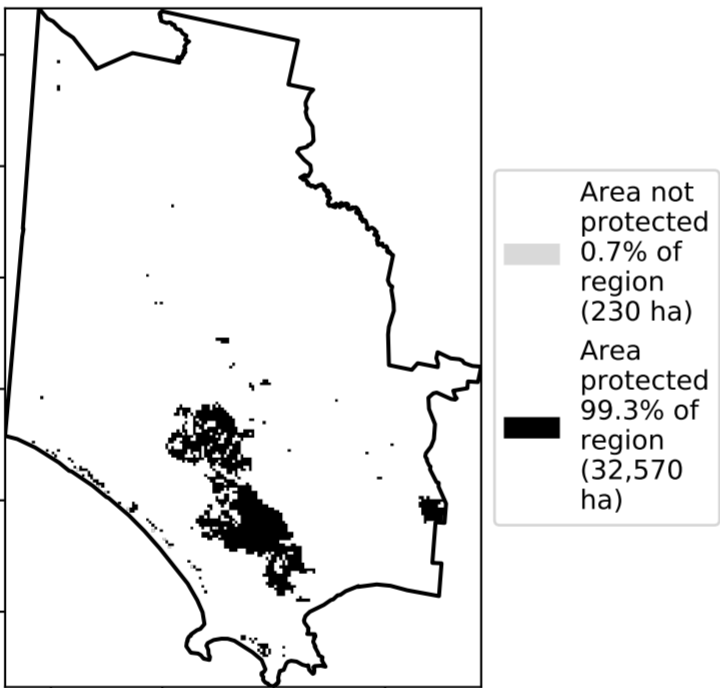 Area not
protected
0.7% of
region
(230 ha)
Area
protected
99.3% of
region
(32,570
ha)